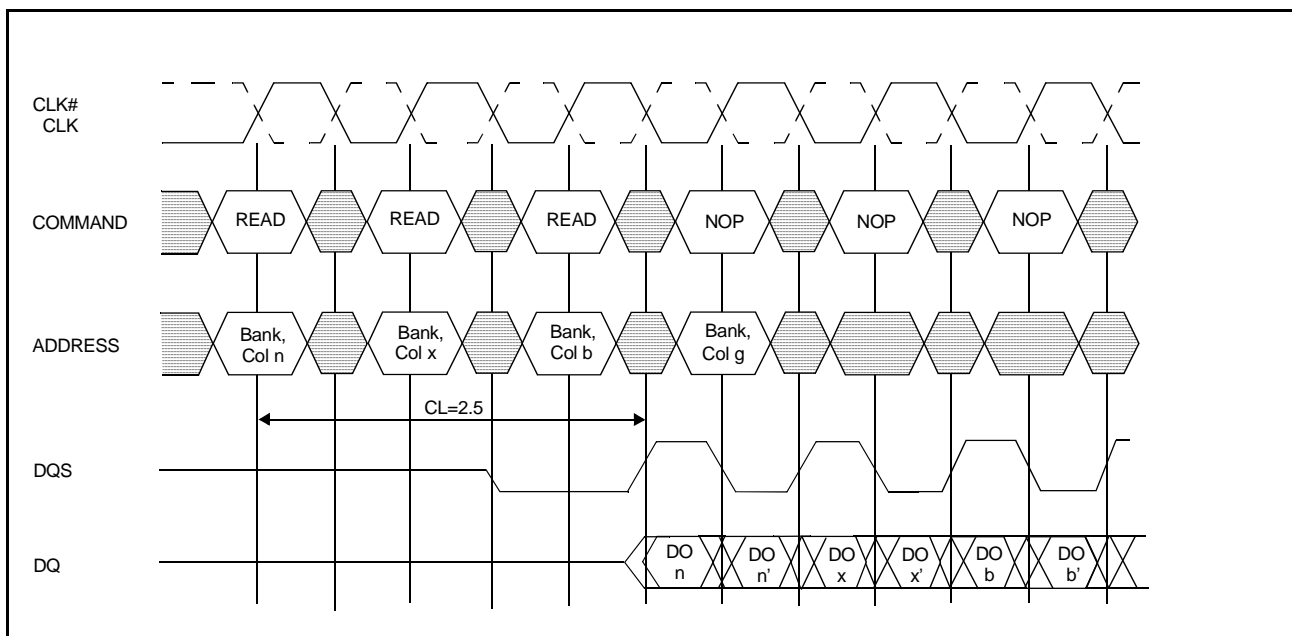 CLK#
CLK
COMMAND
READ
READ
READ
NOP
NOP
NOP
ADDRESS
Bank,
Col n
Bank,
Col x
Bank,
Col b
Bank,
Col g
CL=2.5
DQS
DQ
DO
n
DO
n'
DO
x
DO
x'
DO
b
DO
b'